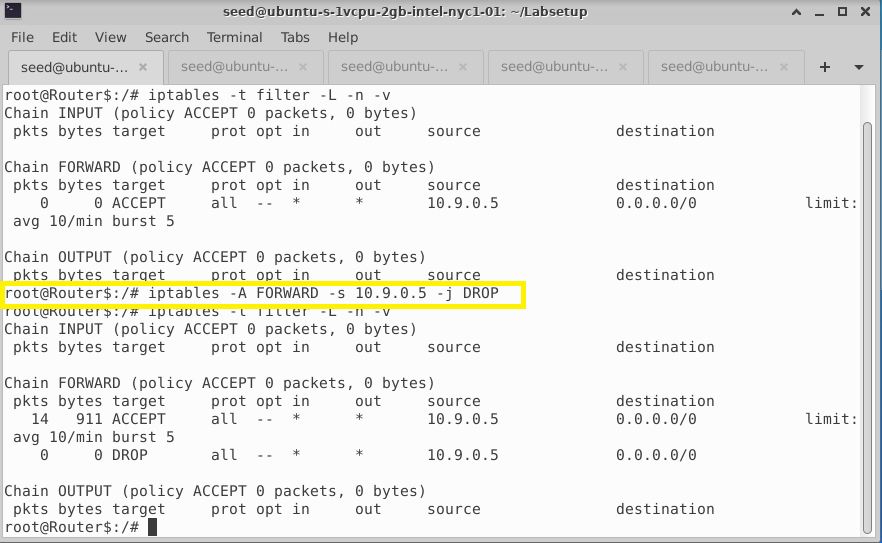 seed@ubuntu-s-1vcpu-2gb-intel-nyc1-01: ~/Labsetup
File Edit View Search Terminal Tabs Help
seed@ubuntu-... × seed@ubuntu-... × seed@ubuntu-... × seed@ubuntu-... × seed@ubuntu-... ×
root@Router$:/# iptables -t filter -L -n -v
Chain INPUT (policy ACCEPT 0 packets, 0 bytes)
 pkts bytes target     prot opt in     out     source               destination

Chain FORWARD (policy ACCEPT 0 packets, 0 bytes)
 pkts bytes target     prot opt in     out     source               destination
    0     0 ACCEPT     all  --  *      *       10.9.0.5             0.0.0.0/0            limit:
 avg 10/min burst 5

Chain OUTPUT (policy ACCEPT 0 packets, 0 bytes)
 pkts bytes target     prot opt in     out     source               destination
root@Router$:/# iptables -A FORWARD -s 10.9.0.5 -j DROP
root@Router$:/# iptables -t filter -L -n -v
Chain INPUT (policy ACCEPT 0 packets, 0 bytes)
 pkts bytes target     prot opt in     out     source               destination

Chain FORWARD (policy ACCEPT 0 packets, 0 bytes)
 pkts bytes target     prot opt in     out     source               destination
   14   911 ACCEPT     all  --  *      *       10.9.0.5             0.0.0.0/0            limit:
 avg 10/min burst 5
    0     0 DROP       all  --  *      *       10.9.0.5             0.0.0.0/0

Chain OUTPUT (policy ACCEPT 0 packets, 0 bytes)
 pkts bytes target     prot opt in     out     source               destination
root@Router$:/#